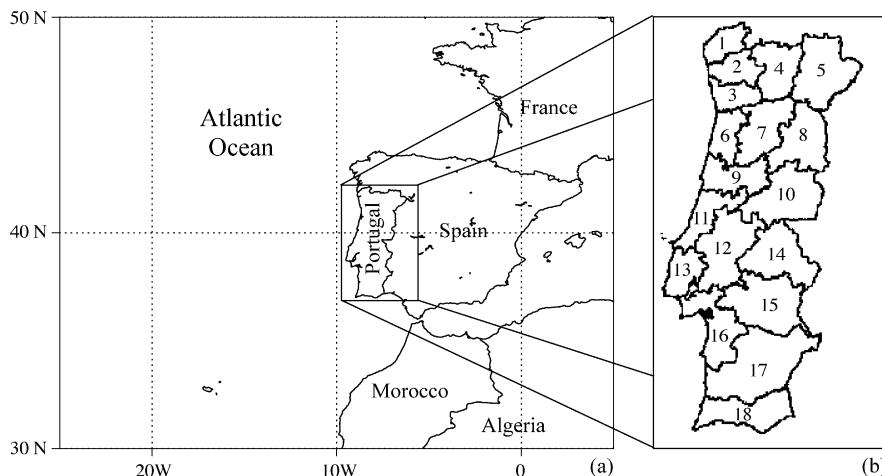 50 N
40 N
30 N
20W
10W
0
Atlantic
Ocean
France
Portugal
Spain
Morocco
Algeria
(a)
1
2
3
4
5
6
7
8
9
10
11
12
13
14
15
16
17
18
(b)